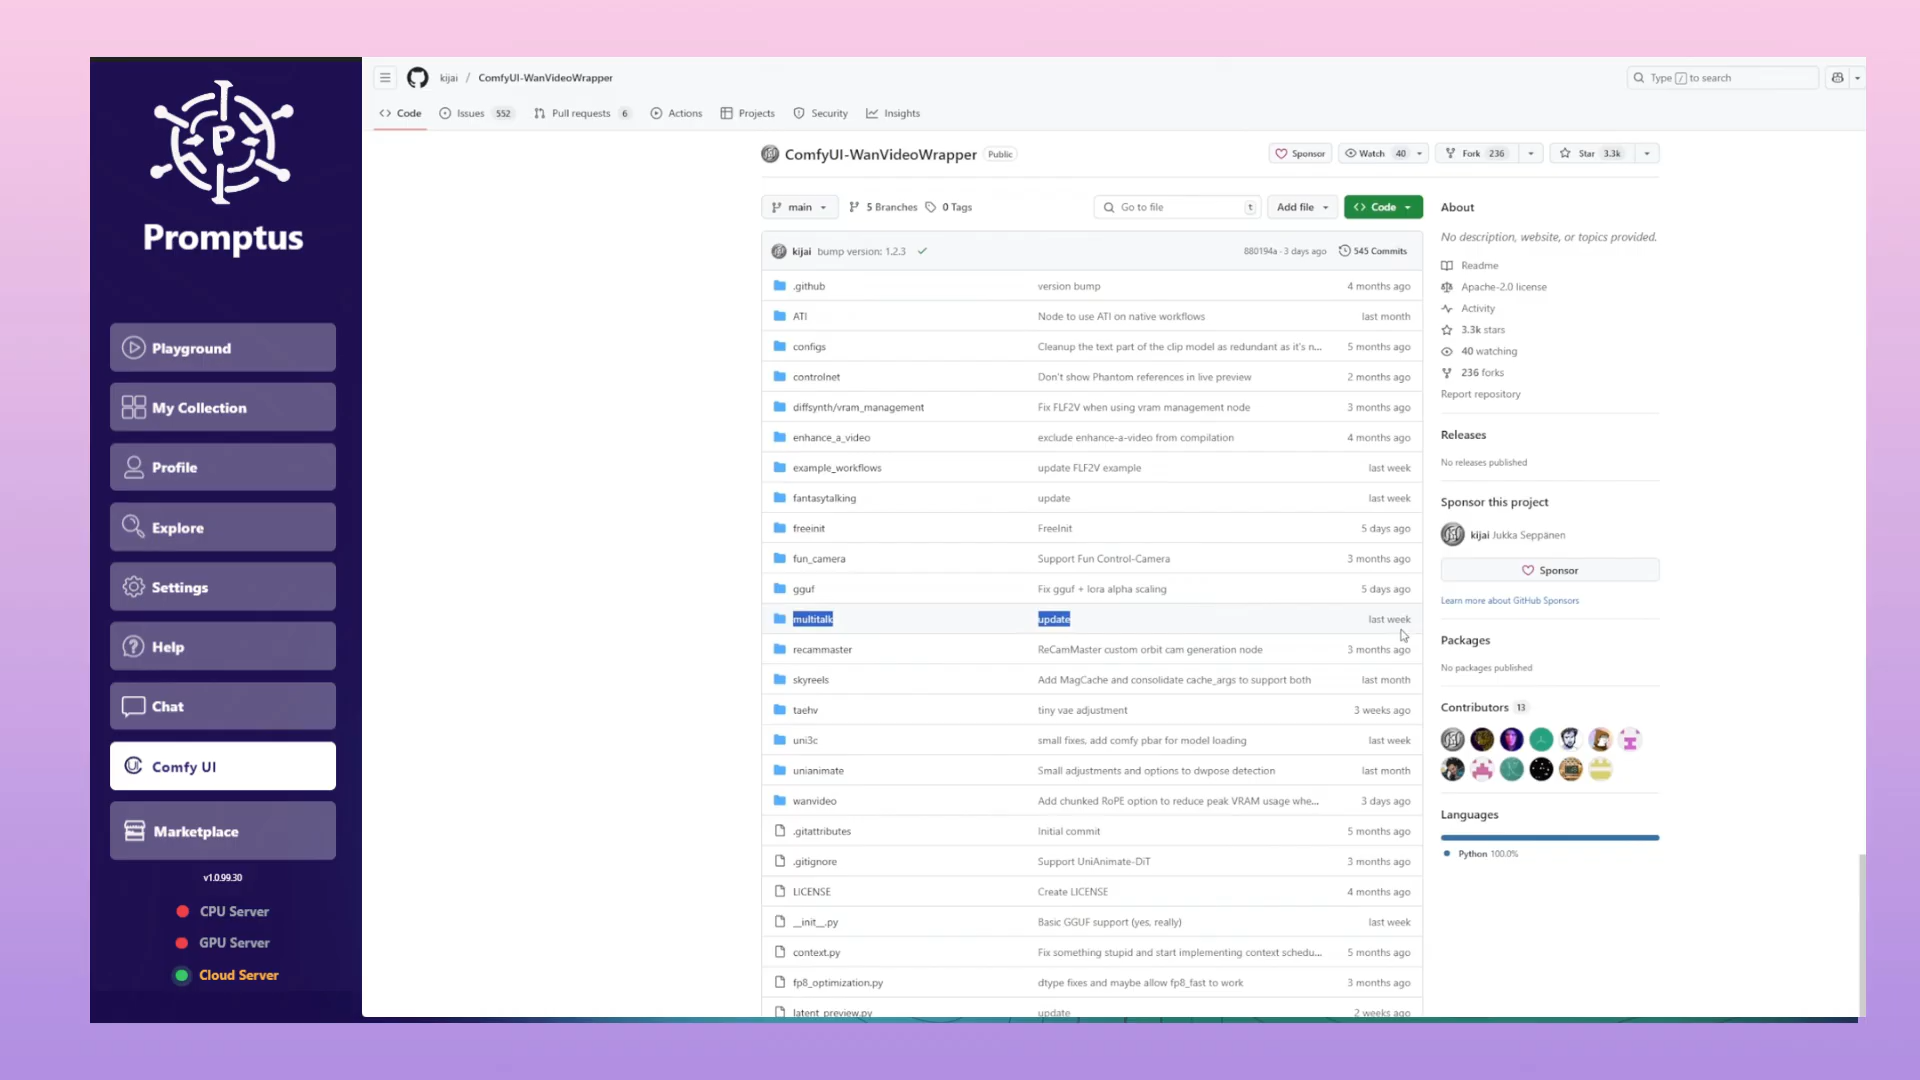 P
Promptus
Playground
My Collection
Profile
Explore
Settings
Help
Chat
Comfy UI
Marketplace
v1.0.99.30
CPU Server
GPU Server
Cloud Server
kijai / ComfyUI-WanVideoWrapper
Type / to search
Code
Issues 552
Pull requests 6
Actions
Projects
Security
Insights
ComfyUI-WanVideoWrapper Public
Sponsor
Watch 40
Fork 236
Star 3.3k
main
5 Branches
0 Tags
Go to file t
Add file
Code
kijai bump version: 1.2.3 880194a · 3 days ago 545 Commits
.github version bump 4 months ago
ATI Node to use ATI on native workflows last month
configs Cleanup the text part of the clip model as redundant as it's n... 5 months ago
controlnet Don't show Phantom references in live preview 2 months ago
diffsynth/vram_management Fix FLF2V when using vram management node 3 months ago
enhance_a_video exclude enhance-a-video from compilation 4 months ago
example_workflows update FLF2V example last week
fantasytalking update last week
freeinit FreeInit 5 days ago
fun_camera Support Fun Control-Camera 3 months ago
gguf Fix gguf + lora alpha scaling 5 days ago
multitalk update last week
recammaster ReCamMaster custom orbit cam generation node 3 months ago
skyreels Add MagCache and consolidate cache_args to support both last month
taehv tiny vae adjustment 3 weeks ago
uni3c small fixes, add comfy pbar for model loading last week
unianimate Small adjustments and options to dwpose detection last month
wanvideo Add chunked RoPE option to reduce peak VRAM usage whe... 3 days ago
.gitattributes Initial commit 5 months ago
.gitignore Support UniAnimate-DiT 3 months ago
LICENSE Create LICENSE 4 months ago
__init__.py Basic GGUF support (yes, really) last week
context.py Fix something stupid and start implementing context schedu... 5 months ago
fp8_optimization.py dtype fixes and maybe allow fp8_fast to work 3 months ago
latent_preview.py update 2 weeks ago
About
No description, website, or topics provided.
Readme
Apache-2.0 license
Activity
3.3k stars
40 watching
236 forks
Report repository
Releases
No releases published
Sponsor this project
kijai Jukka Seppänen
Sponsor
Learn more about GitHub Sponsors
Packages
No packages published
Contributors 13
Languages
Python 100.0%